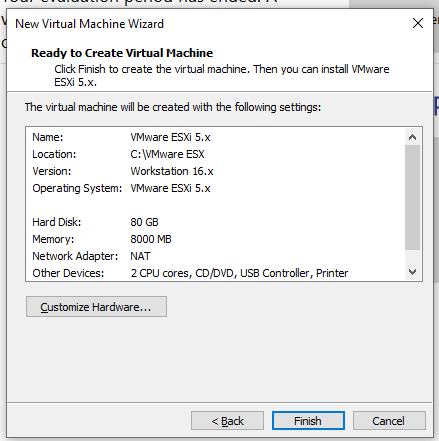 Your evaluation period has ended. A
New Virtual Machine Wizard
Ready to Create Virtual Machine
Click Finish to create the virtual machine. Then you can install VMware
ESXi 5.x.
The virtual machine will be created with the following settings:
Name: VMware ESXi 5.x
Location: C:\VMware ESX
Version: Workstation 16.x
Operating System: VMware ESXi 5.x
Hard Disk: 80 GB
Memory: 8000 MB
Network Adapter: NAT
Other Devices: 2 CPU cores, CD/DVD, USB Controller, Printer
Customize Hardware...
< Back
Finish
Cancel